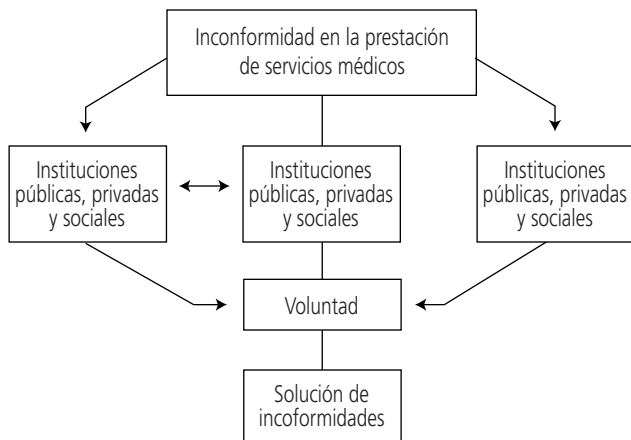 Inconformidad en la prestación
de servicios médicos
Instituciones
públicas, privadas
y sociales
Instituciones
públicas, privadas
y sociales
Instituciones
públicas, privadas
y sociales
Voluntad
Solución de
incoformidades